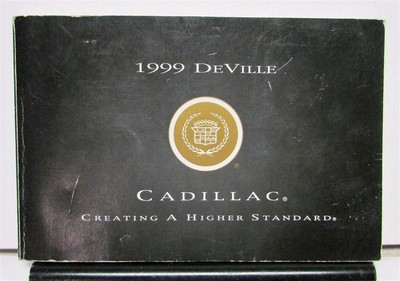 1999 DeVille
®
CADILLAC®
CREATING A HIGHER STANDARD®